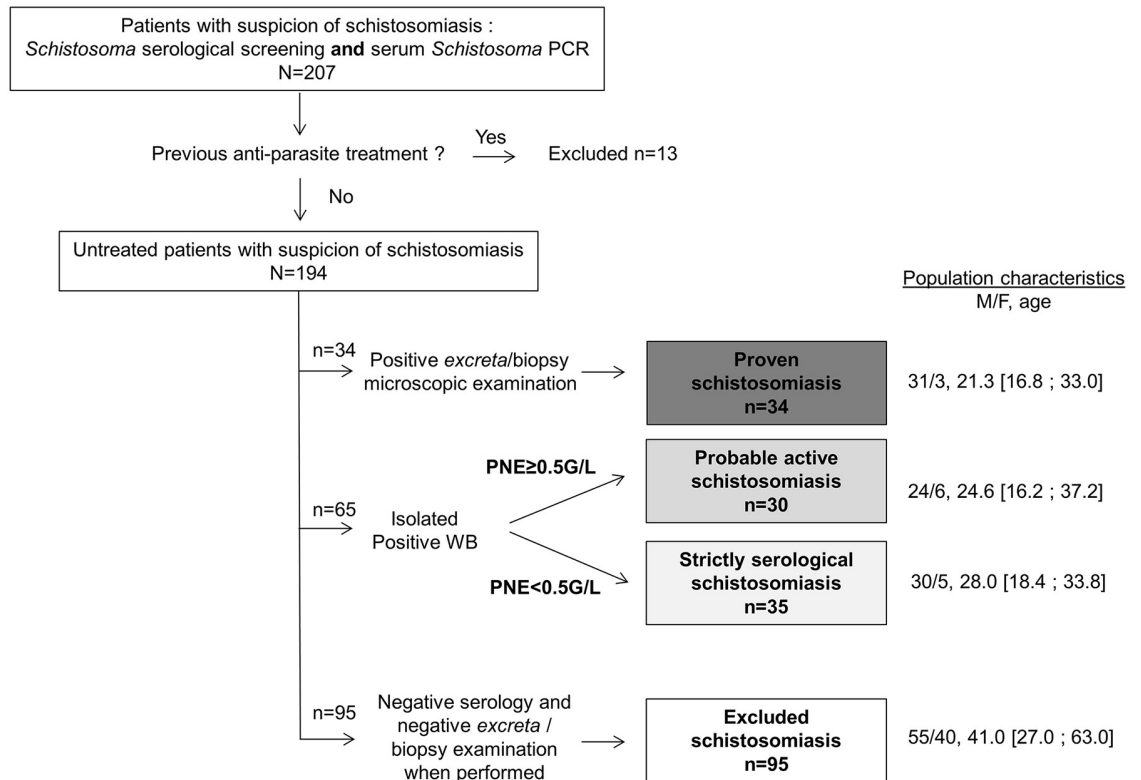 Patients with suspicion of schistosomiasis :
Schistosoma serological screening and serum Schistosoma PCR
N=207
Previous anti-parasite treatment ?
Yes
Excluded n=13
No
Untreated patients with suspicion of schistosomiasis
N=194
Population characteristics
M/F, age
n=34
Positive excreta/biopsy
microscopic examination
Proven
schistosomiasis
n=34
31/3, 21.3 [16.8 ; 33.0]
n=65
Isolated
Positive WB
PNE≥0.5G/L
Probable active
schistosomiasis
n=30
24/6, 24.6 [16.2 ; 37.2]
PNE<0.5G/L
Strictly serological
schistosomiasis
n=35
30/5, 28.0 [18.4 ; 33.8]
n=95
Negative serology and
negative excreta /
biopsy examination
when performed
Excluded
schistosomiasis
n=95
55/40, 41.0 [27.0 ; 63.0]